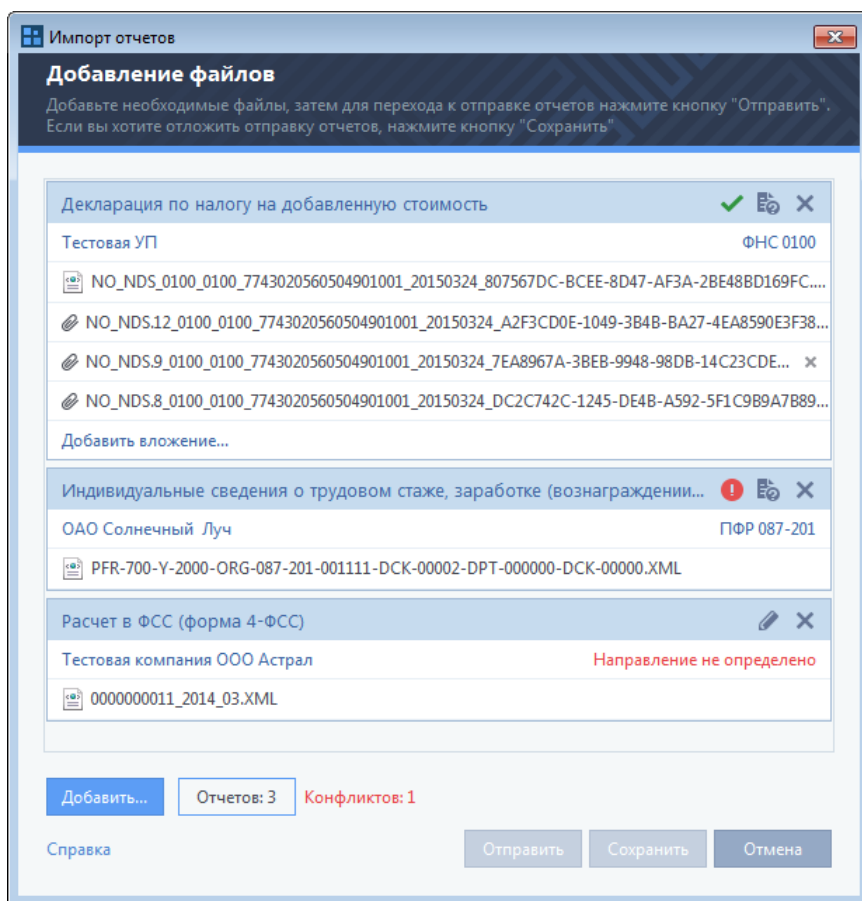 Импорт отчетов
Добавление файлов
Добавьте необходимые файлы, затем для перехода к отправке отчетов нажмите кнопку "Отправить".
Если вы хотите отложить отправку отчетов, нажмите кнопку "Сохранить"
Декларация по налогу на добавленную стоимость
Тестовая УП ФНС 0100
NO_NDS_0100_0100_7743020560504901001_20150324_807567DC-BCEE-8D47-AF3A-2BE48BD169FC....
NO_NDS.12_0100_0100_7743020560504901001_20150324_A2F3CD0E-1049-3B4B-BA27-4EA8590E3F38...
NO_NDS.9_0100_0100_7743020560504901001_20150324_7EA8967A-3BEB-9948-98DB-14C23CDE...
NO_NDS.8_0100_0100_7743020560504901001_20150324_DC2C742C-1245-DE4B-A592-5F1C9B9A7B89...
Добавить вложение...
Индивидуальные сведения о трудовом стаже, заработке (вознаграждении...
ОАО Солнечный Луч ПФР 087-201
PFR-700-Y-2000-ORG-087-201-001111-DCK-00002-DPT-000000-DCK-00000.XML
Расчет в ФСС (форма 4-ФСС)
Тестовая компания ООО Астрал Направление не определено
0000000011_2014_03.XML
Добавить... Отчетов: 3 Конфликтов: 1
Справка Отправить Сохранить Отмена